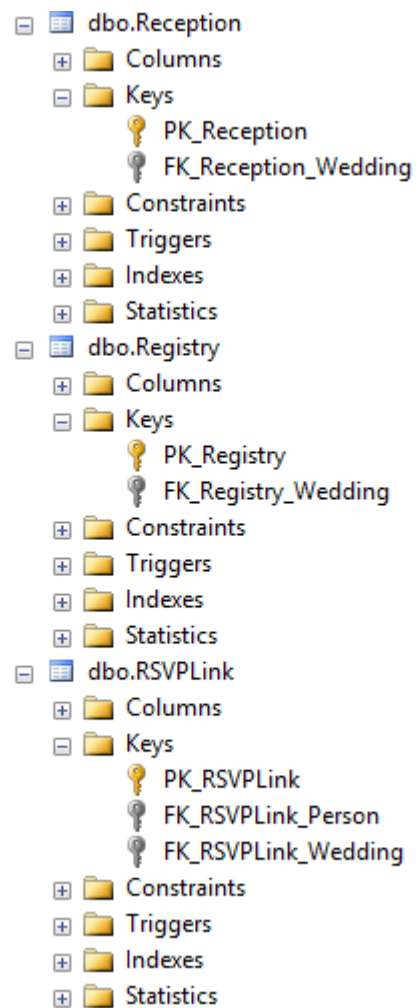 dbo.Reception
Columns
Keys
PK_Reception
FK_Reception_Wedding
Constraints
Triggers
Indexes
Statistics
dbo.Registry
Columns
Keys
PK_Registry
FK_Registry_Wedding
Constraints
Triggers
Indexes
Statistics
dbo.RSVPLink
Columns
Keys
PK_RSVPLink
FK_RSVPLink_Person
FK_RSVPLink_Wedding
Constraints
Triggers
Indexes
Statistics